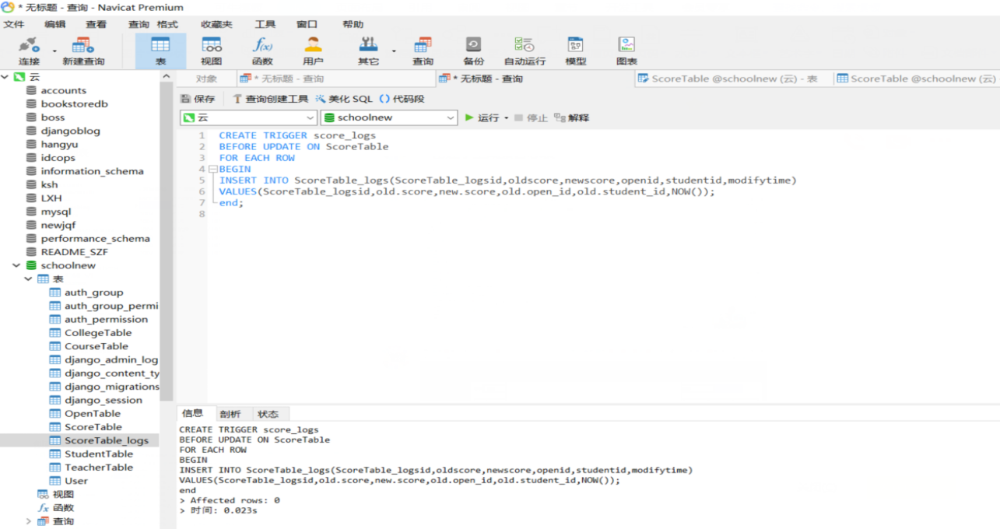 * 无标题 - 查询 - Navicat Premium
文件 编辑 查看 查询 格式 收藏夹 工具 窗口 帮助
连接 新建查询 表 视图 函数 用户 其它 查询 备份 自动运行 模型 图表
云
accounts
bookstoredb
boss
djangoblog
hangyu
idcops
information_schema
ksh
LXH
mysql
newjqf
performance_schema
README_SZF
schoolnew
表
auth_group
auth_group_permi
auth_permission
CollegeTable
CourseTable
django_admin_log
django_content_ty
django_migrations
django_session
OpenTable
ScoreTable
ScoreTable_logs
StudentTable
TeacherTable
User
视图
函数
查询
对象 * 无标题 - 查询 * 无标题 - 查询 ScoreTable @schoolnew (云) - 表 ScoreTable @schoolnew (云)
保存 查询创建工具 美化 SQL () 代码段
云 schoolnew 运行 停止 解释
1 CREATE TRIGGER score_logs
2 BEFORE UPDATE ON ScoreTable
3 FOR EACH ROW
4 BEGIN
5 INSERT INTO ScoreTable_logs(ScoreTable_logsid,oldscore,newscore,openid,studentid,modifytime)
6 VALUES(ScoreTable_logsid,old.score,new.score,old.open_id,old.student_id,NOW());
7 end;
8
信息 剖析 状态
CREATE TRIGGER score_logs
BEFORE UPDATE ON ScoreTable
FOR EACH ROW
BEGIN
INSERT INTO ScoreTable_logs(ScoreTable_logsid,oldscore,newscore,openid,studentid,modifytime)
VALUES(ScoreTable_logsid,old.score,new.score,old.open_id,old.student_id,NOW());
end
> Affected rows: 0
> 时间: 0.023s